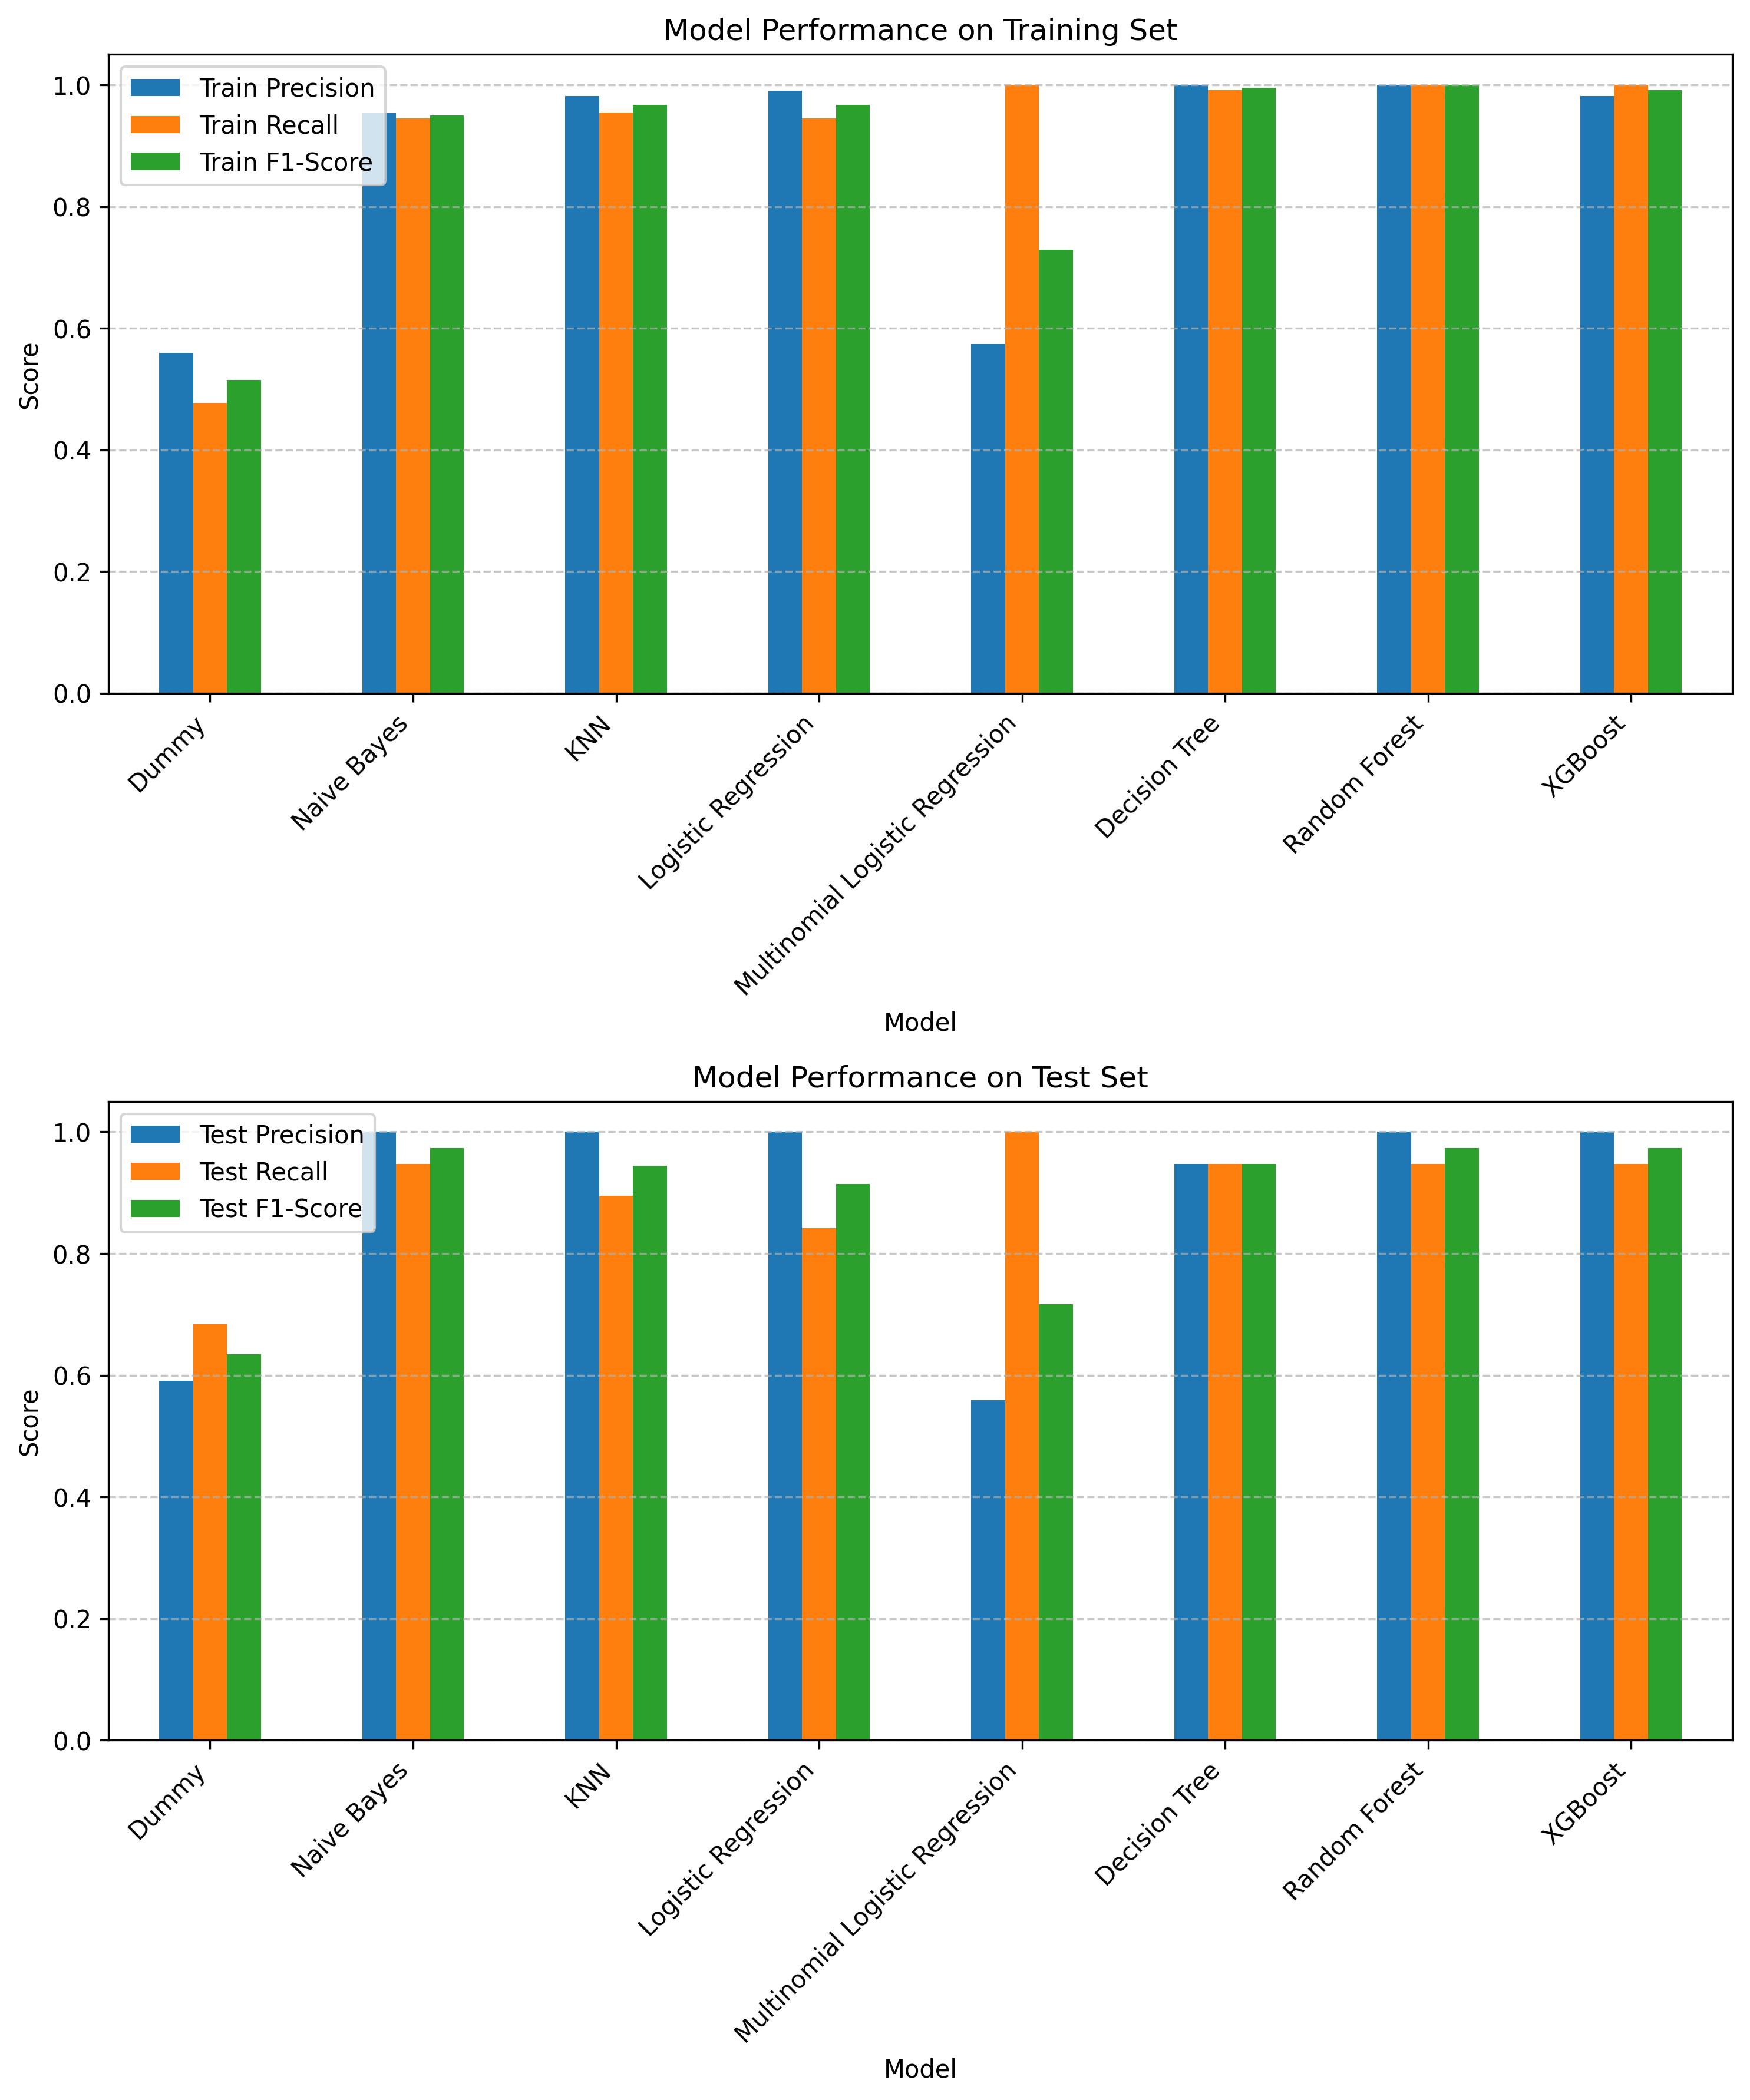 Model Performance on Training Set
Train Precision
Train Recall
Train F1-Score
Score
1.0
0.8
0.6
0.4
0.2
0.0
Dummy
Naive Bayes
KNN
Logistic Regression
Multinomial Logistic Regression
Decision Tree
Random Forest
XGBoost
Model
Model Performance on Test Set
Test Precision
Test Recall
Test F1-Score
Score
1.0
0.8
0.6
0.4
0.2
0.0
Dummy
Naive Bayes
KNN
Logistic Regression
Multinomial Logistic Regression
Decision Tree
Random Forest
XGBoost
Model